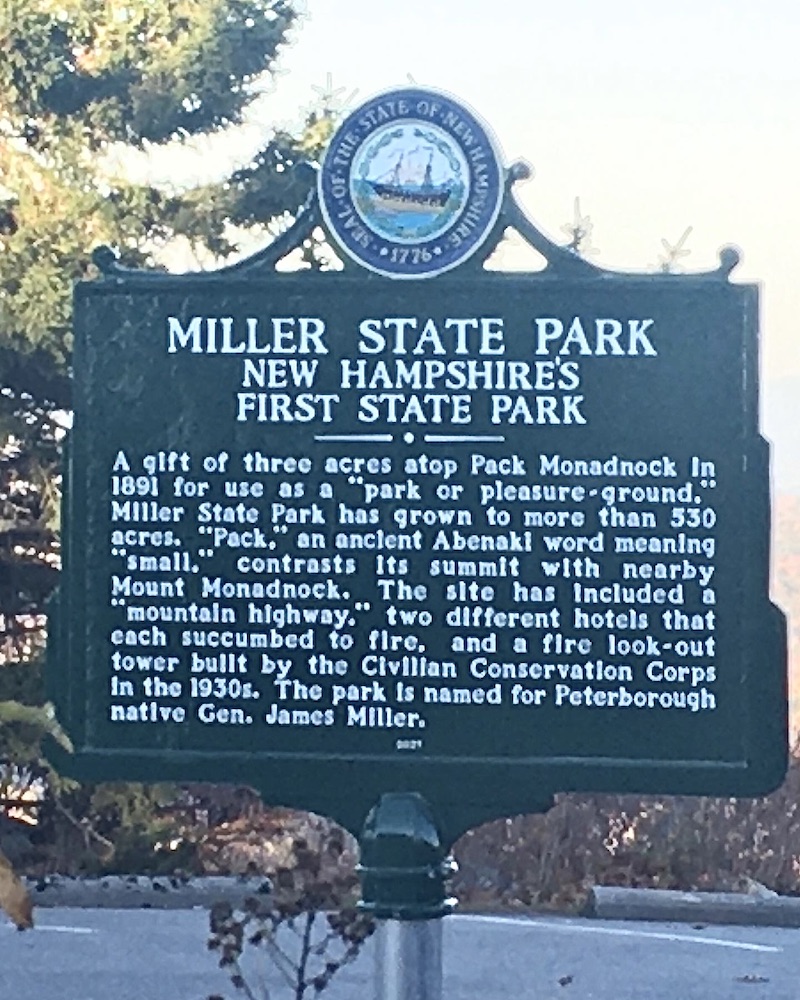 SEAL·OF·THE·STATE·OF·NEW HAMPSHIRE·
·1776·
MILLER STATE PARK
NEW HAMPSHIRE'S
FIRST STATE PARK
A gift of three acres atop Pack Monadnock in
1891 for use as a "park or pleasure-ground,"
Miller State Park has grown to more than 530
acres. "Pack," an ancient Abenaki word meaning
"small," contrasts its summit with nearby
Mount Monadnock. The site has included a
"mountain highway," two different hotels that
each succumbed to fire, and a fire look-out
tower built by the Civilian Conservation Corps
in the 1930s. The park is named for Peterborough
native Gen. James Miller.